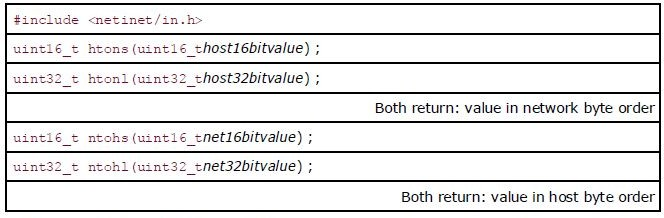 #include <netinet/in.h>
uint16_t htons(uint16_thost16bitvalue);
uint32_t htonl(uint32_thost32bitvalue);
Both return: value in network byte order
uint16_t ntohs(uint16_tnet16bitvalue);
uint32_t ntohl(uint32_tnet32bitvalue);
Both return: value in host byte order